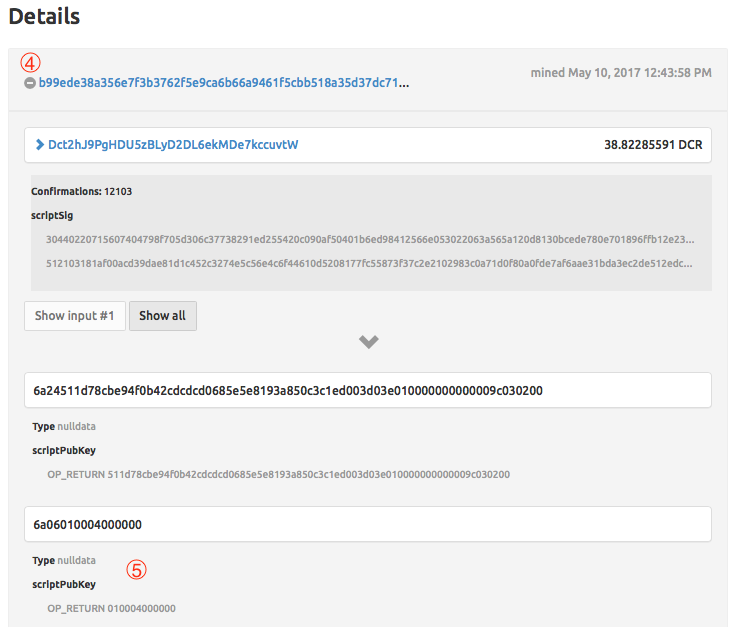 Details
④
b99ede38a356e7f3b3762f5e9ca6b66a9461f5cbb518a35d37dc71...
mined May 10, 2017 12:43:58 PM
Dct2hJ9PgHDU5zBLyD2DL6ekMDe7kccuvtW 38.82285591 DCR
Confirmations: 12103
scriptSig
30440220715607404798f705d306c37738291ed255420c090af50401b6ed98412566e053022063a565a120d8130bcede780e701896ffb12e23...
512103181af00acd39dae81d1c452c3274e5c56e4c6f44610d5208177fc55873f37c2e2102983c0a71d0f80a0fde7af6aae31bda3ec2de512edc...
Show input #1 Show all
6a24511d78cbe94f0b42cdcdcd0685e5e8193a850c3c1ed003d03e010000000000009c030200
Type nulldata
scriptPubKey
OP_RETURN 511d78cbe94f0b42cdcdcd0685e5e8193a850c3c1ed003d03e010000000000009c030200
6a06010004000000
Type nulldata
⑤
scriptPubKey
OP_RETURN 010004000000